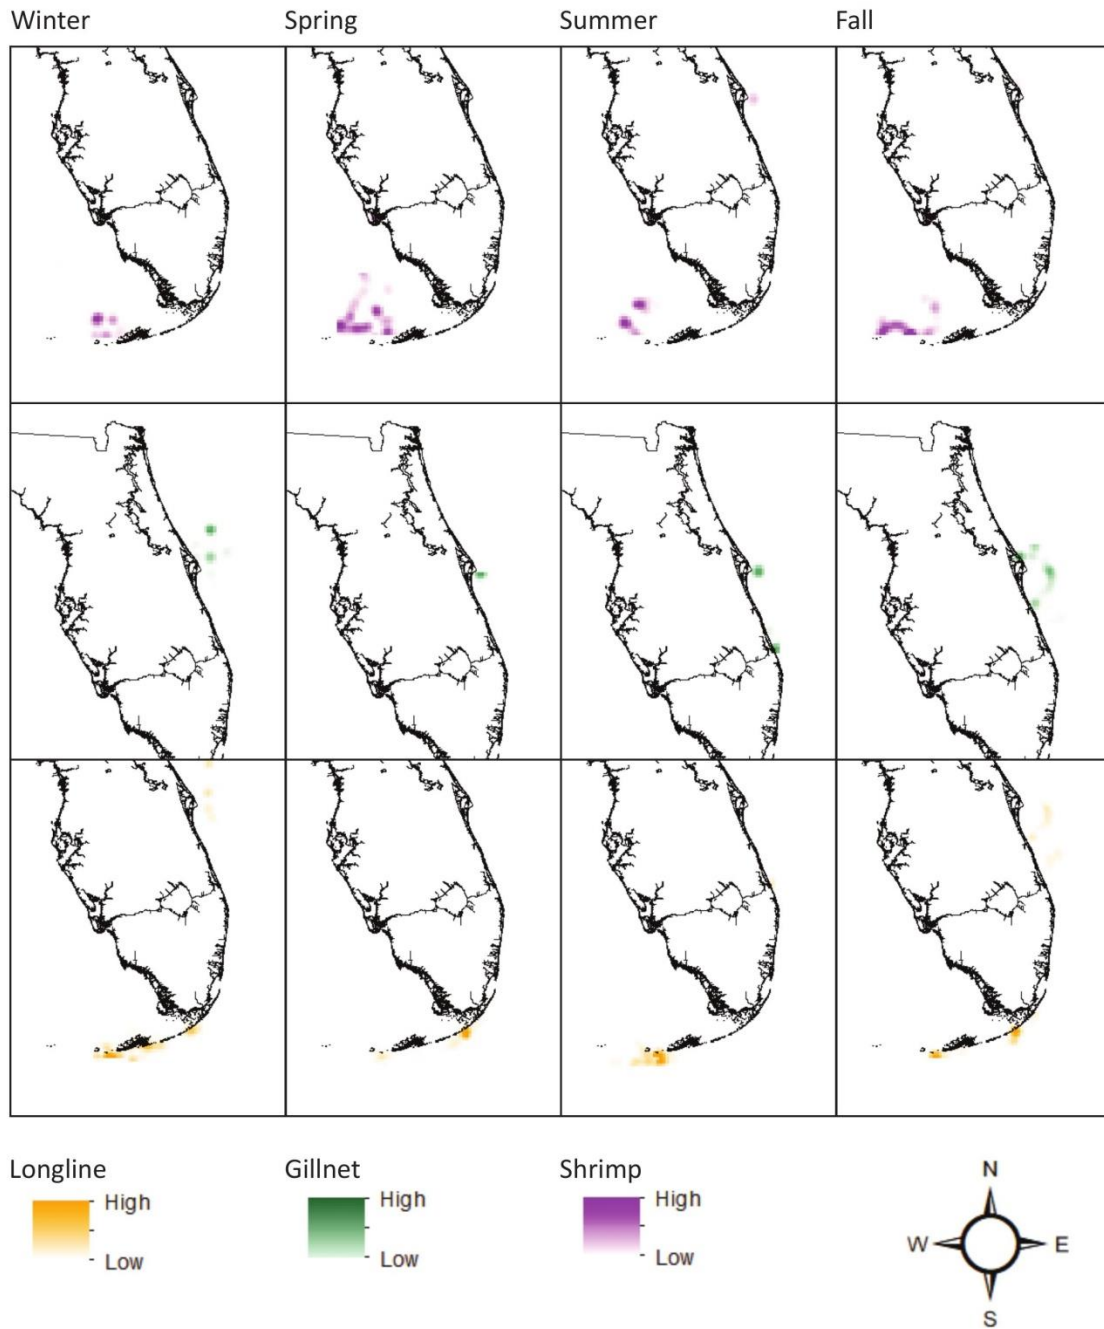 Winter Spring Summer Fall
Longline Gillnet Shrimp
High High High
Low Low Low
N
W E
S